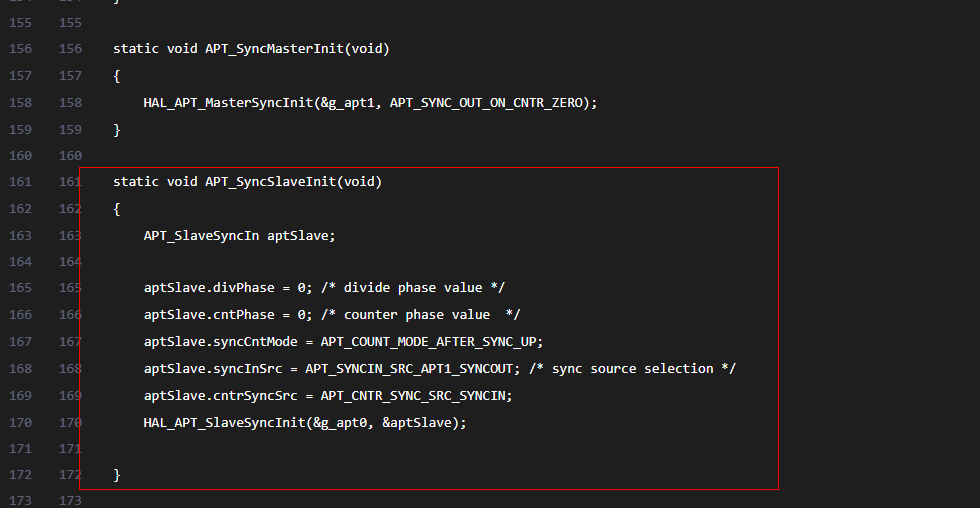 155 155
156 156 static void APT_SyncMasterInit(void)
157 157 {
158 158 HAL_APT_MasterSyncInit(&g_apt1, APT_SYNC_OUT_ON_CNTR_ZERO);
159 159 }
160 160
161 161 static void APT_SyncSlaveInit(void)
162 162 {
163 163 APT_SlaveSyncIn aptSlave;
164 164
165 165 aptSlave.divPhase = 0; /* divide phase value */
166 166 aptSlave.cntPhase = 0; /* counter phase value  */
167 167 aptSlave.syncCntMode = APT_COUNT_MODE_AFTER_SYNC_UP;
168 168 aptSlave.syncInSrc = APT_SYNCIN_SRC_APT1_SYNCOUT; /* sync source selection */
169 169 aptSlave.cntrSyncSrc = APT_CNTR_SYNC_SRC_SYNCIN;
170 170 HAL_APT_SlaveSyncInit(&g_apt0, &aptSlave);
171 171
172 172 }
173 173